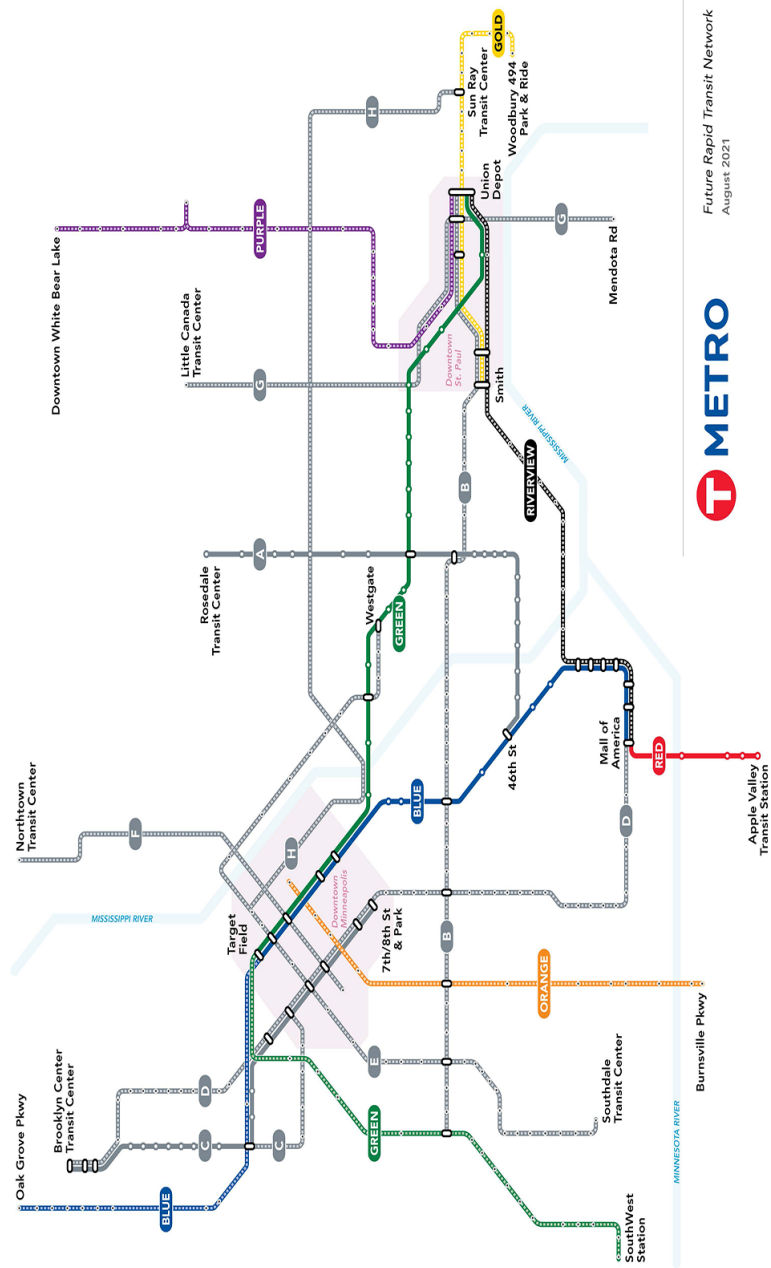 Future Rapid Transit Network
August 2021
T METRO
Oak Grove Pkwy
Brooklyn Center
Transit Center
Northtown
Transit Center
Rosedale
Transit Center
Little Canada
Transit Center
Downtown White Bear Lake
BLUE
D
C
C
F
A
G
PURPLE
H
GOLD
Sun Ray
Transit Center
Woodbury 494
Park & Ride
Union
Depot
G
Mendota Rd
Downtown
St. Paul
Smith
B
RIVERVIEW
MISSISSIPPI RIVER
Westgate
GREEN
MISSISSIPPI RIVER
Target
Field
H
Downtown
Minneapolis
7th/8th St
& Park
BLUE
46th St
Mall of
America
D
RED
Apple Valley
Transit Station
E
GREEN
B
ORANGE
Burnsville Pkwy
Southdale
Transit Center
SouthWest
Station
MINNESOTA RIVER